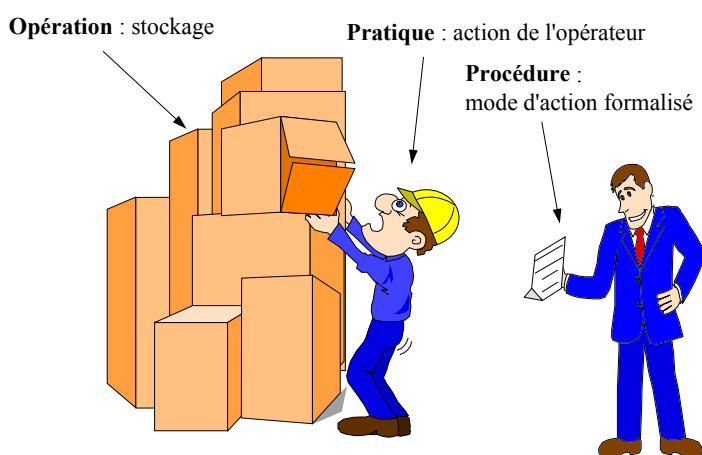 Opération : stockage
Pratique : action de l'opérateur
Procédure :
mode d'action formalisé